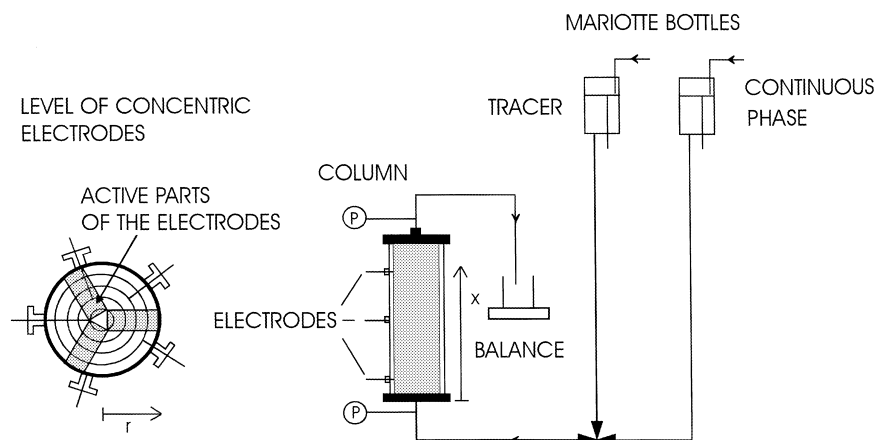 MARIOTTE BOTTLES
LEVEL OF CONCENTRIC
ELECTRODES
TRACER
CONTINUOUS
PHASE
ACTIVE PARTS
OF THE ELECTRODES
COLUMN
P
ELECTRODES
x
BALANCE
r
P